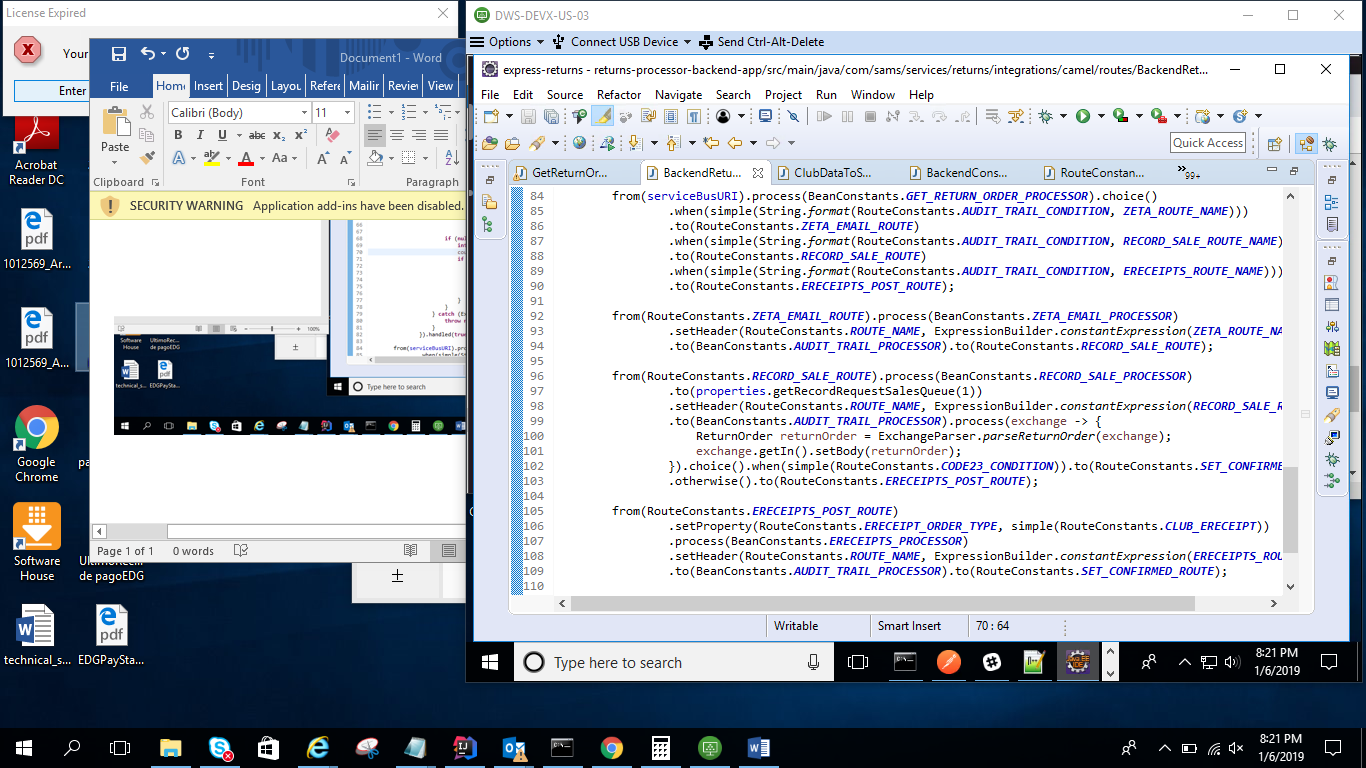 License Expired
Your
Enter
Document1 - Word
File
Home
Insert
Desig
Layou
Refere
Mailin
Review
View
Calibri (Body)
11
Paste
Clipboard
Font
Paragraph
SECURITY WARNING Application add-ins have been disabled.
Page 1 of 1 0 words
Acrobat
Reader DC
1012569_Ar...
1012569_A...
Google
Chrome
Software
House
UltimoRec...
de pagoEDG
technical_s...
EDGPaySta...
DWS-DEVX-US-03
Options
Connect USB Device
Send Ctrl-Alt-Delete
express-returns - returns-processor-backend-app/src/main/java/com/sams/services/returns/integrations/camel/routes/BackendRet...
File Edit Source Refactor Navigate Search Project Run Window Help
Quick Access
GetReturnOr...
BackendRetu...
ClubDataToS...
BackendCons...
RouteConstan...
99+
84 from(serviceBusURI).process(BeanConstants.GET_RETURN_ORDER_PROCESSOR).choice()
85 .when(simple(String.format(RouteConstants.AUDIT_TRAIL_CONDITION, ZETA_ROUTE_NAME)))
86 .to(RouteConstants.ZETA_EMAIL_ROUTE)
87 .when(simple(String.format(RouteConstants.AUDIT_TRAIL_CONDITION, RECORD_SALE_ROUTE_NAME)
88 .to(RouteConstants.RECORD_SALE_ROUTE)
89 .when(simple(String.format(RouteConstants.AUDIT_TRAIL_CONDITION, ERECEIPTS_ROUTE_NAME)))
90 .to(RouteConstants.ERECEIPTS_POST_ROUTE);
91
92 from(RouteConstants.ZETA_EMAIL_ROUTE).process(BeanConstants.ZETA_EMAIL_PROCESSOR)
93 .setHeader(RouteConstants.ROUTE_NAME, ExpressionBuilder.constantExpression(ZETA_ROUTE_NA
94 .to(BeanConstants.AUDIT_TRAIL_PROCESSOR).to(RouteConstants.RECORD_SALE_ROUTE);
95
96 from(RouteConstants.RECORD_SALE_ROUTE).process(BeanConstants.RECORD_SALE_PROCESSOR)
97 .to(properties.getRecordRequestSalesQueue(1))
98 .setHeader(RouteConstants.ROUTE_NAME, ExpressionBuilder.constantExpression(RECORD_SALE_R
99 .to(BeanConstants.AUDIT_TRAIL_PROCESSOR).process(exchange -> {
100 ReturnOrder returnOrder = ExchangeParser.parseReturnOrder(exchange);
101 exchange.getIn().setBody(returnOrder);
102 }).choice().when(simple(RouteConstants.CODE23_CONDITION)).to(RouteConstants.SET_CONFIRME
103 .otherwise().to(RouteConstants.ERECEIPTS_POST_ROUTE);
104
105 from(RouteConstants.ERECEIPTS_POST_ROUTE)
106 .setProperty(RouteConstants.ERECEIPT_ORDER_TYPE, simple(RouteConstants.CLUB_ERECEIPT))
107 .process(BeanConstants.ERECEIPTS_PROCESSOR)
108 .setHeader(RouteConstants.ROUTE_NAME, ExpressionBuilder.constantExpression(ERECEIPTS_ROU
109 .to(BeanConstants.AUDIT_TRAIL_PROCESSOR).to(RouteConstants.SET_CONFIRMED_ROUTE);
110
Writable
Smart Insert
70 : 64
Type here to search
8:21 PM
1/6/2019
8:21 PM
1/6/2019